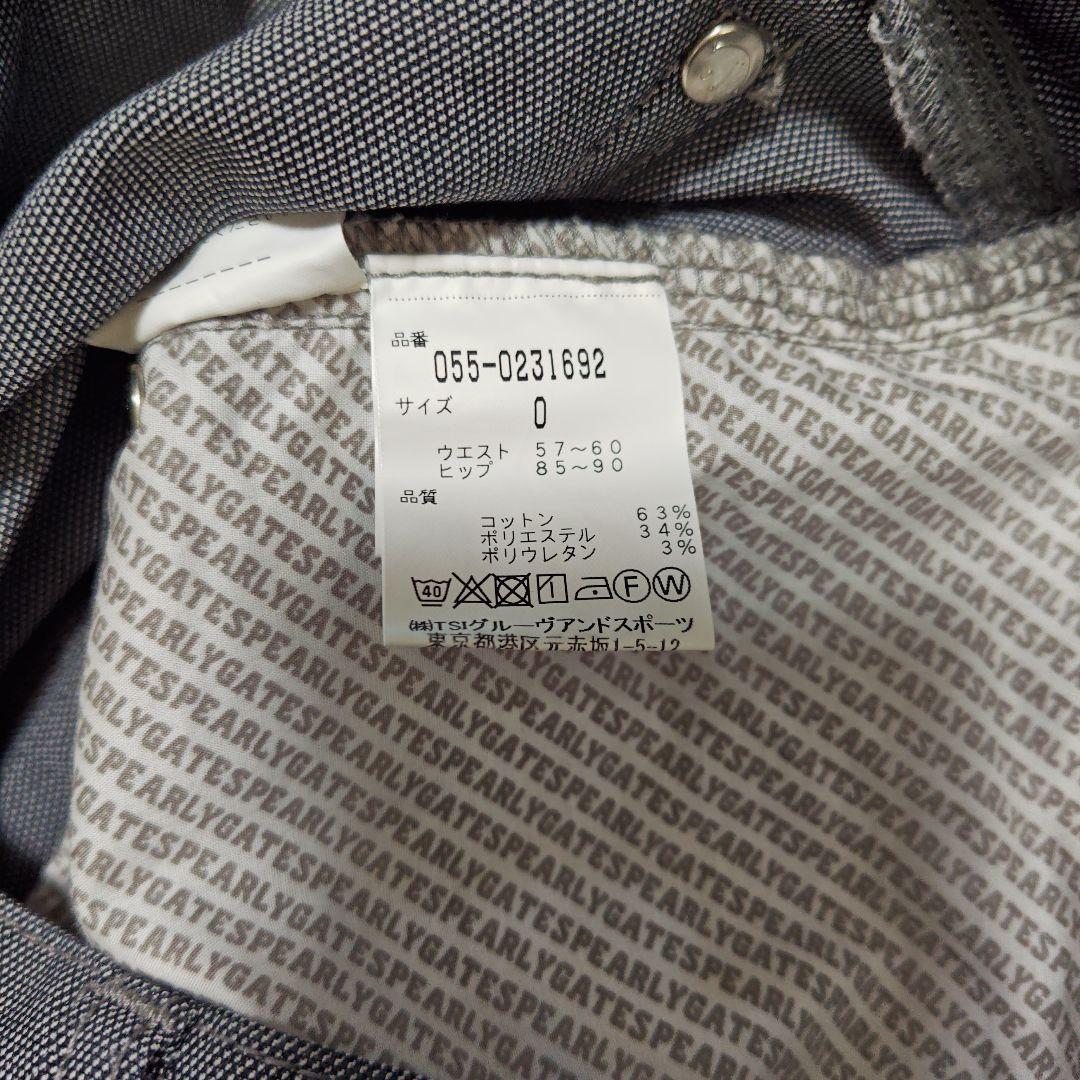 品番
055-0231692
サイズ 0
ウエスト 57~60
ヒップ 85~90
品質
コットン 63%
ポリエステル 34%
ポリウレタン 3%
40 F W
(株)TSIグルーヴアンドスポーツ
東京都港区元赤坂1-5-12
PEARLYGATESPEARLYGATESPEARLYGATES